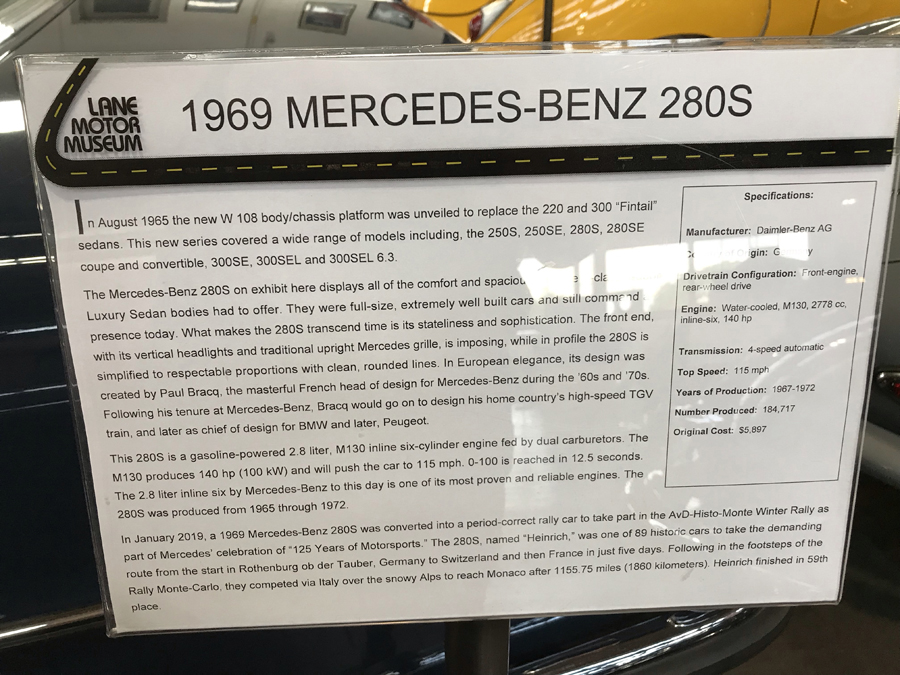 LANE
MOTOR
MUSEUM
1969 MERCEDES-BENZ 280S
In August 1965 the new W 108 body/chassis platform was unveiled to replace the 220 and 300 "Fintail"
sedans. This new series covered a wide range of models including, the 250S, 250SE, 280S, 280SE
coupe and convertible, 300SE, 300SEL and 300SEL 6.3.
The Mercedes-Benz 280S on exhibit here displays all of the comfort and
Luxury Sedan bodies had to offer. They were full-size, extremely well built cars and still command
presence today. What makes the 280S transcend time is its stateliness and sophistication. The front end,
with its vertical headlights and traditional upright Mercedes grille, is imposing, while in profile the 280S is
simplified to respectable proportions with clean, rounded lines. In European elegance, its design was
created by Paul Bracq, the masterful French head of design for Mercedes-Benz during the '60s and '70s.
Following his tenure at Mercedes-Benz, Bracq would go on to design his home country's high-speed TGV
train, and later as chief of design for BMW and later, Peugeot.
This 280S is a gasoline-powered 2.8 liter, M130 inline six-cylinder engine fed by dual carburetors. The
M130 produces 140 hp (100 kW) and will push the car to 115 mph. 0-100 is reached in 12.5 seconds.
The 2.8 liter inline six by Mercedes-Benz to this day is one of its most proven and reliable engines. The
280S was produced from 1965 through 1972.
In January 2019, a 1969 Mercedes-Benz 280S was converted into a period-correct rally car to take part in the AvD-Histo-Monte Winter Rally as
part of Mercedes' celebration of "125 Years of Motorsports." The 280S, named "Heinrich," was one of 89 historic cars to take the demanding
route from the start in Rothenburg ob der Tauber, Germany to Switzerland and then France in just five days. Following in the footsteps of the
Rally Monte-Carlo, they competed via Italy over the snowy Alps to reach Monaco after 1155.75 miles (1860 kilometers). Heinrich finished in 59th
place.
Specifications:
Manufacturer: Daimler-Benz AG
Origin:
Drivetrain Configuration: Front-engine,
rear-wheel drive
Engine: Water-cooled, M130, 2778 cc,
inline-six, 140 hp
Transmission: 4-speed automatic
Top Speed: 115 mph
Years of Production: 1967-1972
Number Produced: 184,717
Original Cost: $5,897